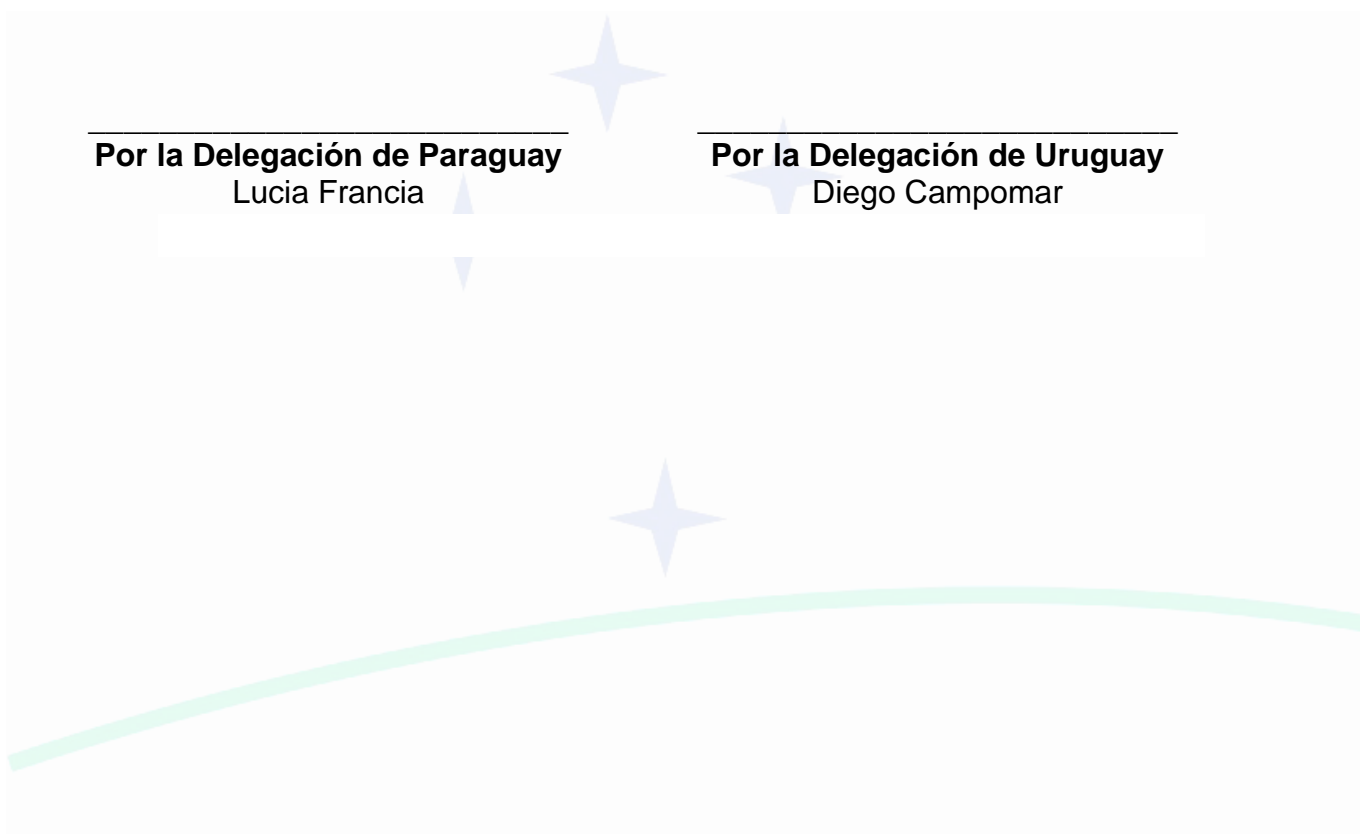 Por la Delegación de Paraguay
Lucia Francia
Por la Delegación de Uruguay
Diego Campomar